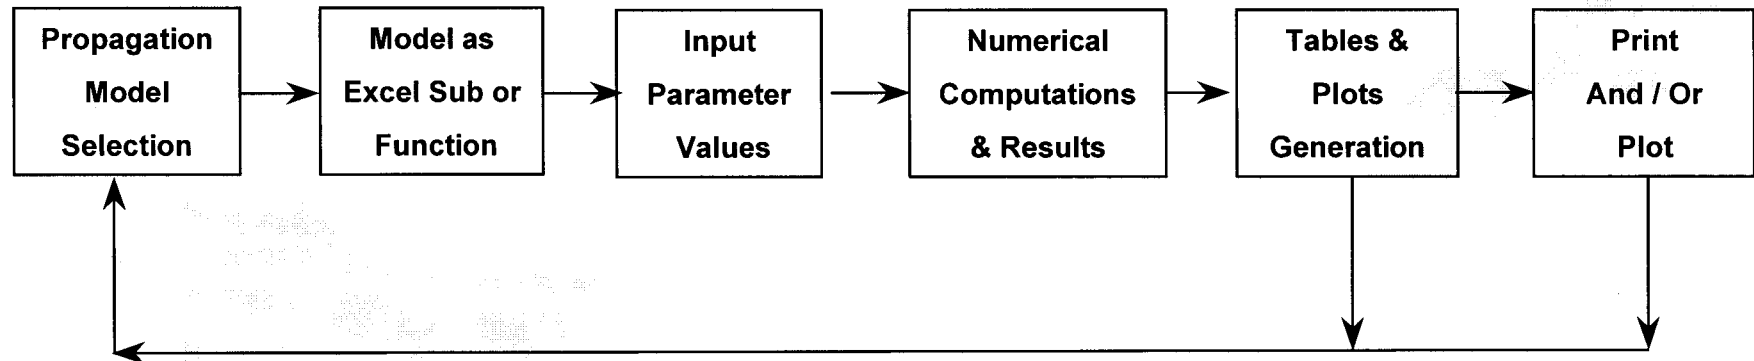 Propagation
Model
Selection
Model as
Excel Sub or
Function
Input
Parameter
Values
Numerical
Computations
& Results
Tables &
Plots
Generation
Print
And / Or
Plot